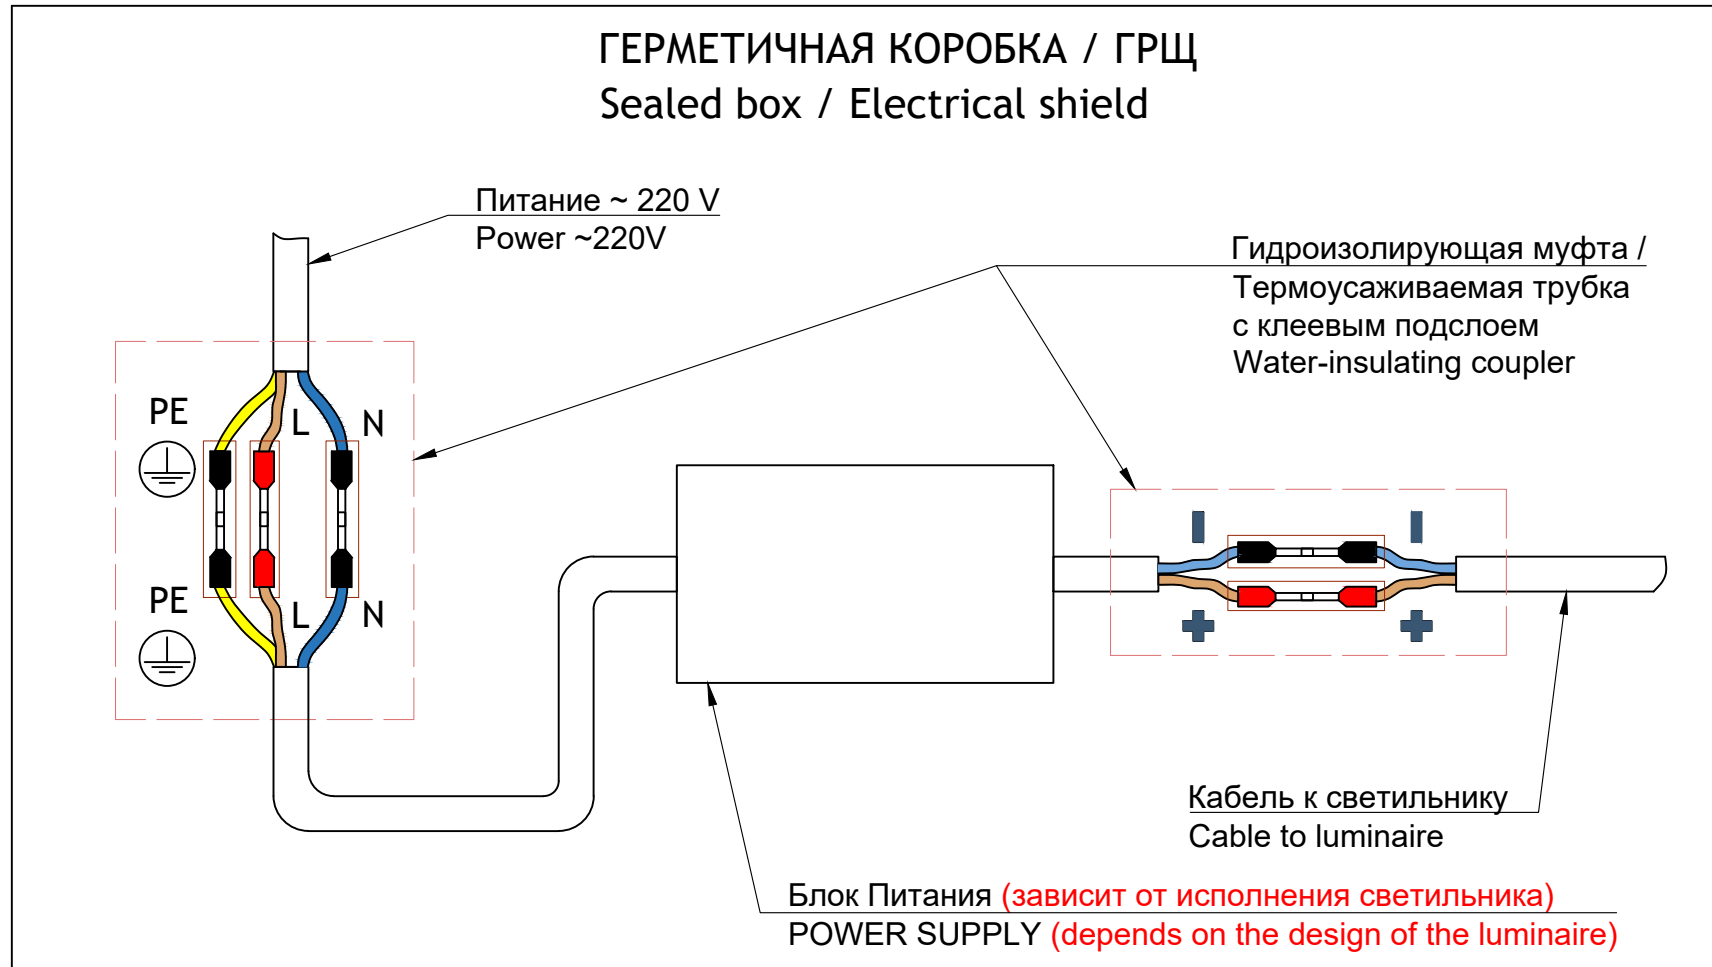 ГЕРМЕТИЧНАЯ КОРОБКА / ГРЩ
Sealed box / Electrical shield
Питание ~ 220 V
Power ~220V
Гидроизолирующая муфта /
Термоусаживаемая трубка
с клеевым подслоем
Water-insulating coupler
PE
L
N
PE
L
N
Кабель к светильнику
Cable to luminaire
Блок Питания (зависит от исполнения светильника)
POWER SUPPLY (depends on the design of the luminaire)